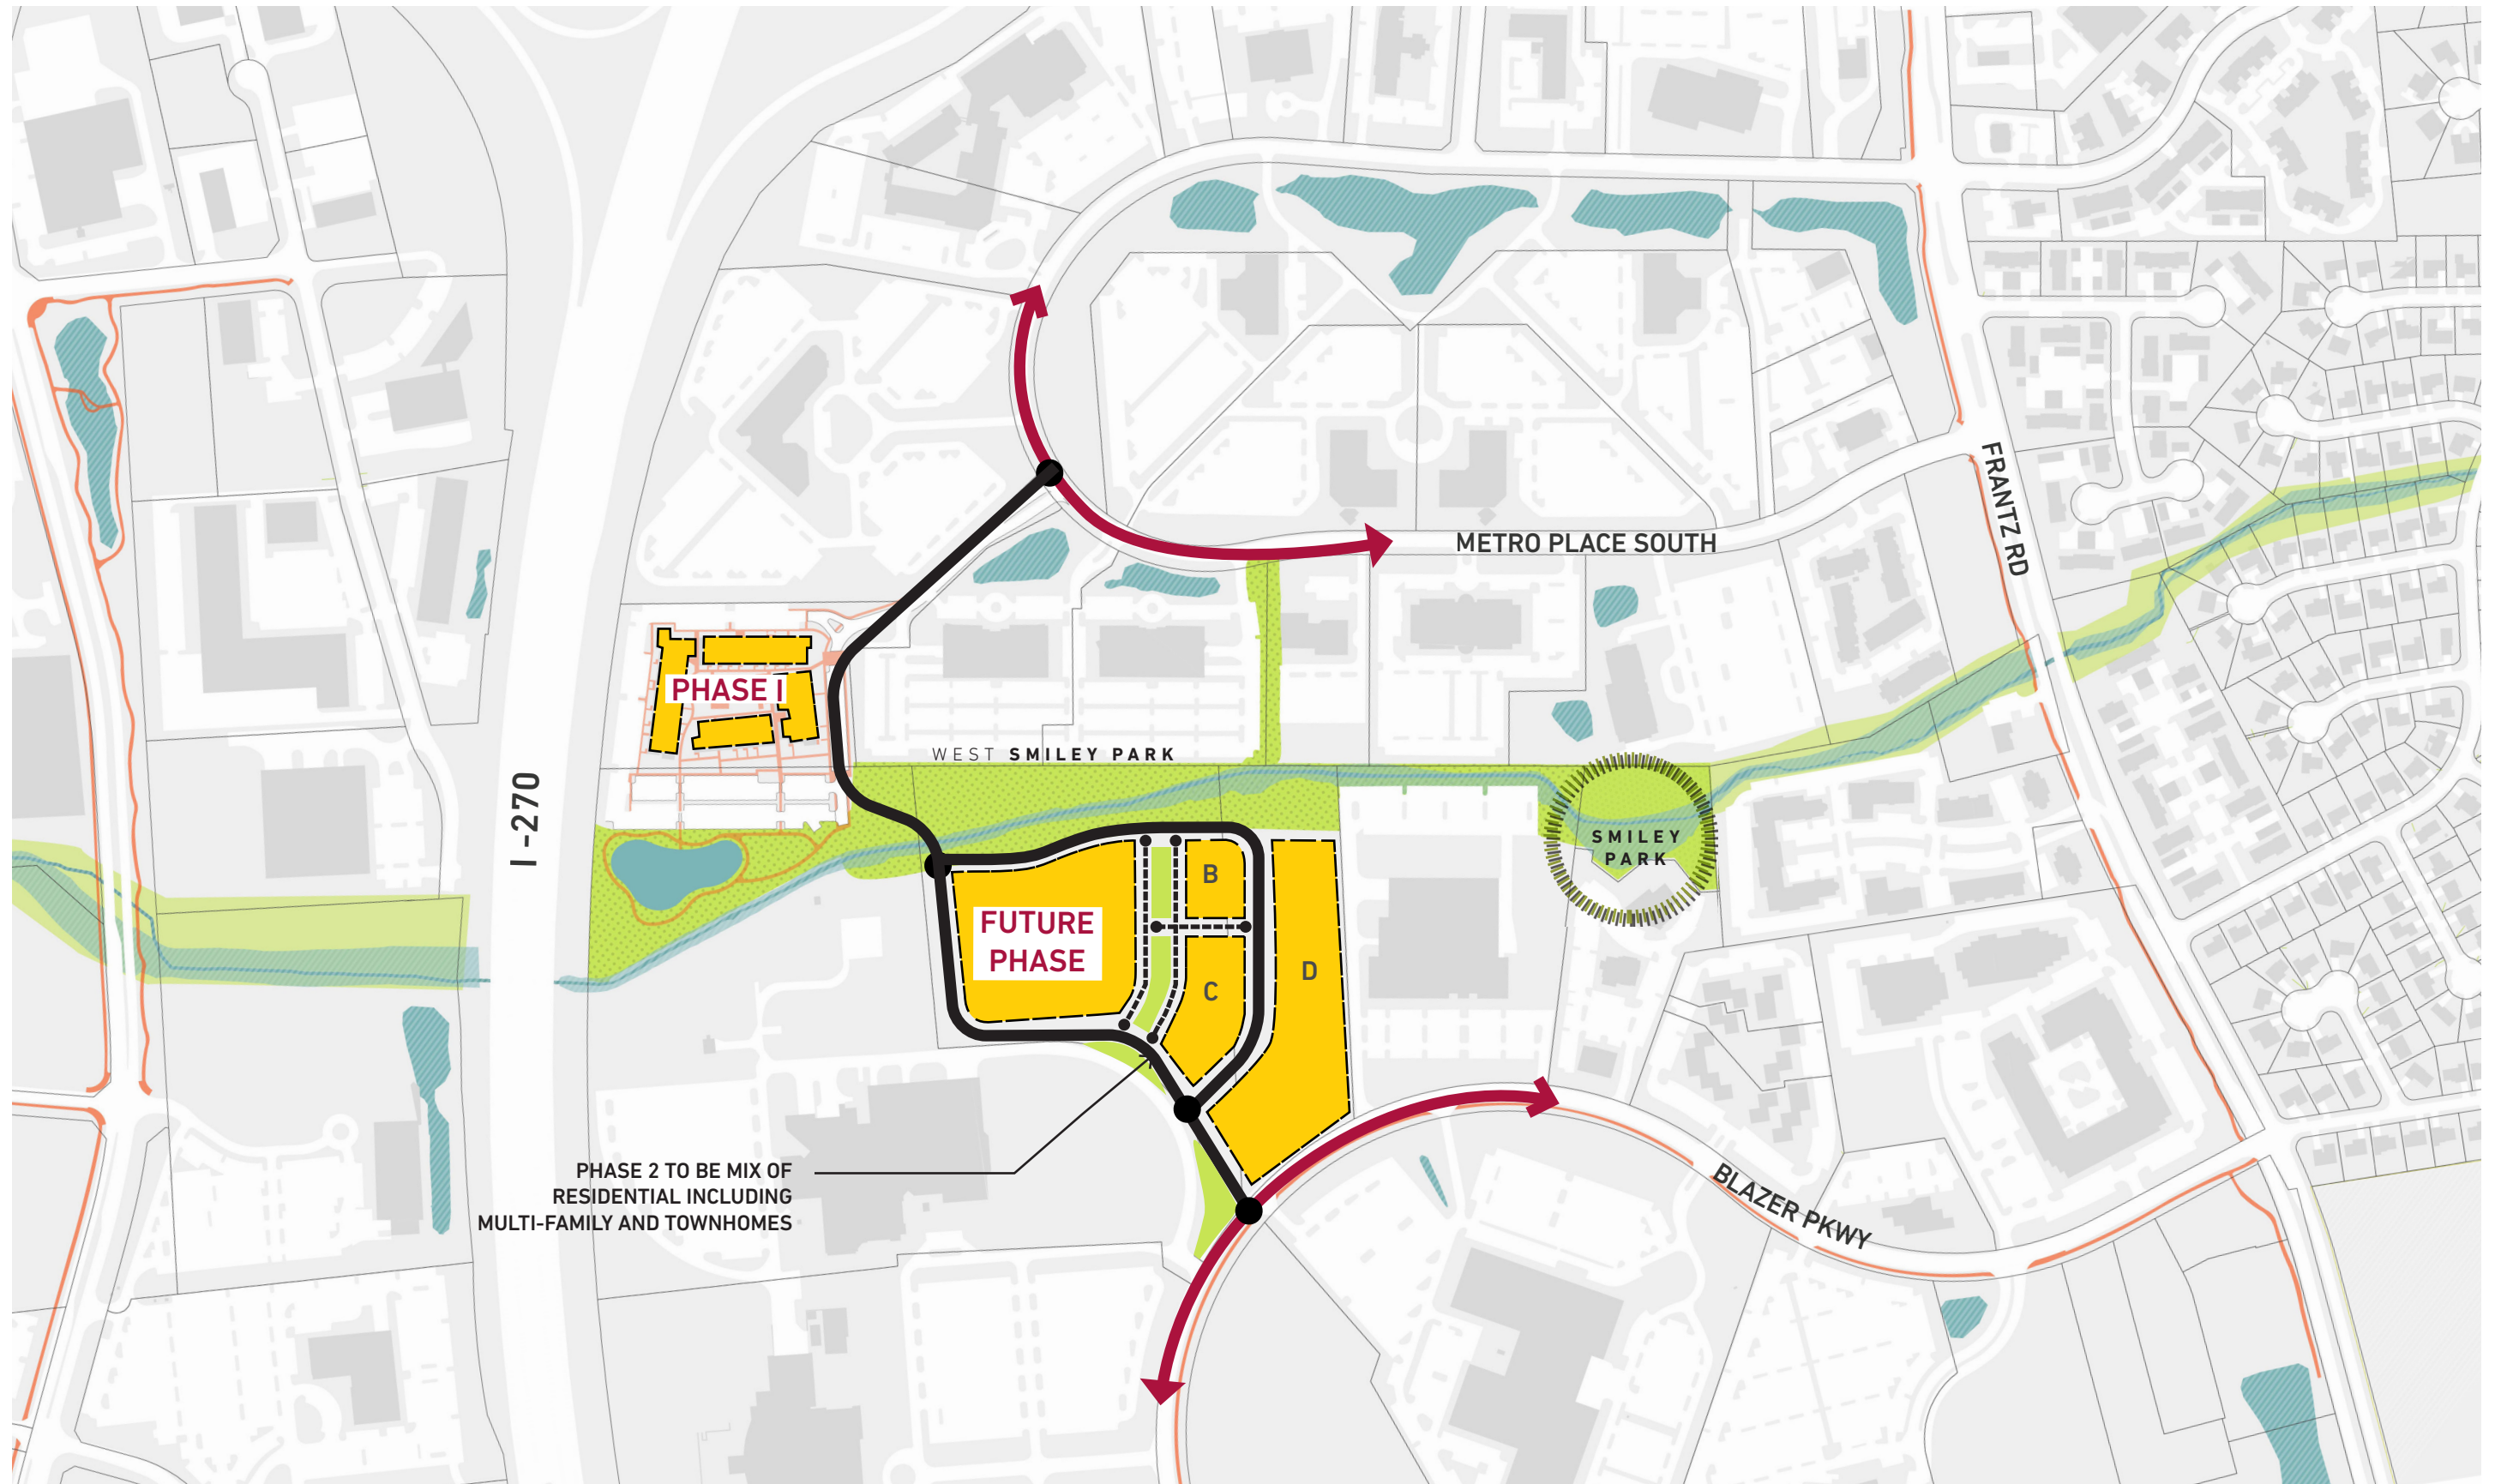 FRANTZ RD
METRO PLACE SOUTH
PHASE I
WEST SMILEY PARK
I-270
SMILEY
PARK
B
FUTURE
PHASE
C
D
PHASE 2 TO BE MIX OF
RESIDENTIAL INCLUDING
MULTI-FAMILY AND TOWNHOMES
BLAZER PKWY